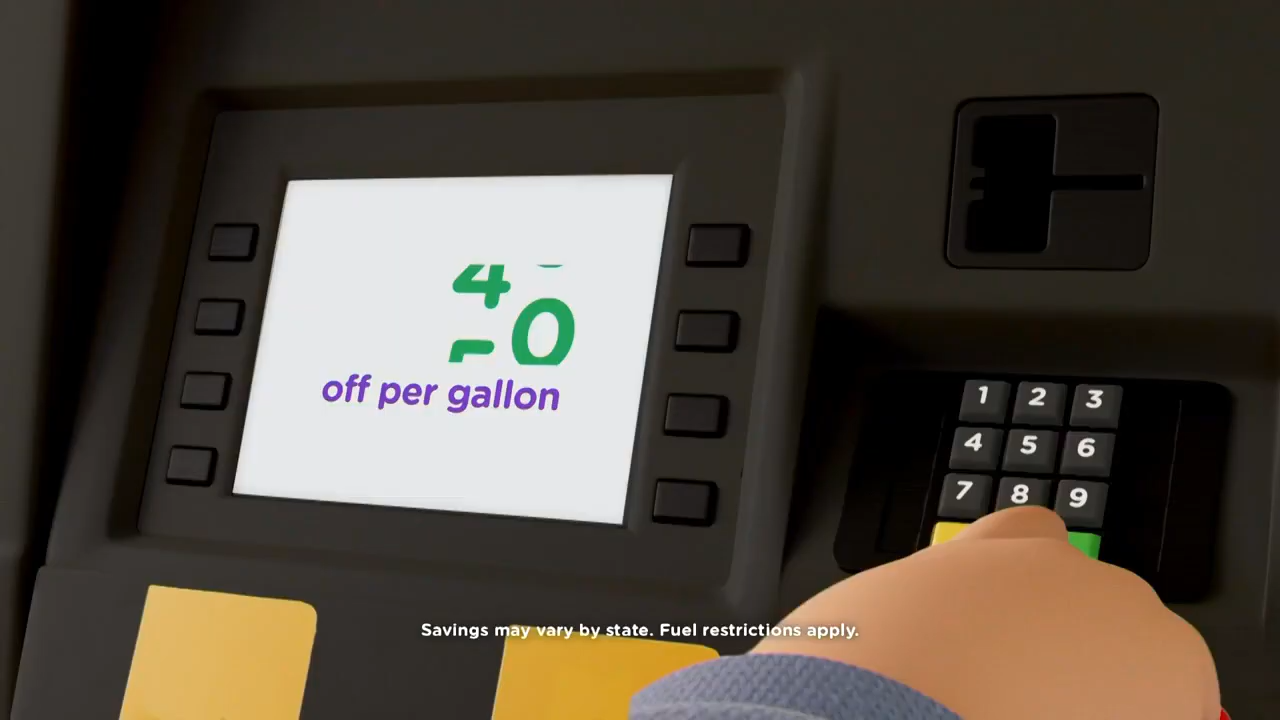 off per gallon
1 2 3
4 5 6
7 8 9
Savings may vary by state. Fuel restrictions apply.